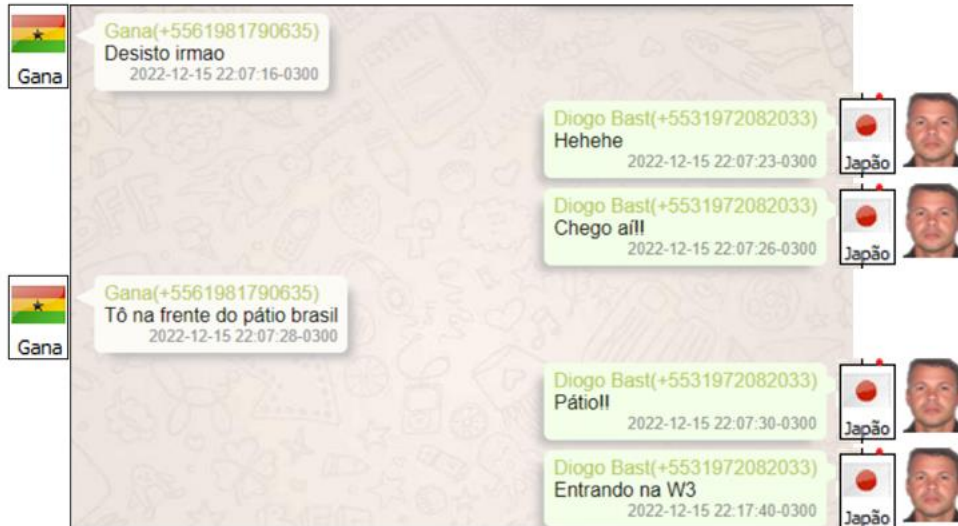 Gana
Gana(+5561981790635)
Desisto irmao
2022-12-15 22:07:16-0300
Diogo Bast(+5531972082033)
Hehehe
2022-12-15 22:07:23-0300
Japão
Diogo Bast(+5531972082033)
Chego aí!!
2022-12-15 22:07:26-0300
Japão
Gana
Gana(+5561981790635)
Tô na frente do pátio brasil
2022-12-15 22:07:28-0300
Diogo Bast(+5531972082033)
Pátio!!
2022-12-15 22:07:30-0300
Japão
Diogo Bast(+5531972082033)
Entrando na W3
2022-12-15 22:17:40-0300
Japão